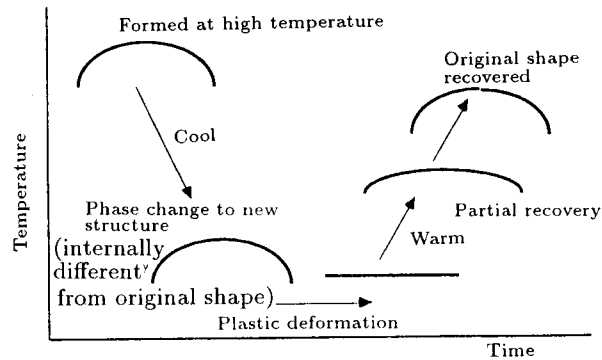 Formed at high temperature
Original shape
recovered
Cool
Temperature
Phase change to new
structure
(internally
different
from original shape)
Partial recovery
Warm
Plastic deformation
Time